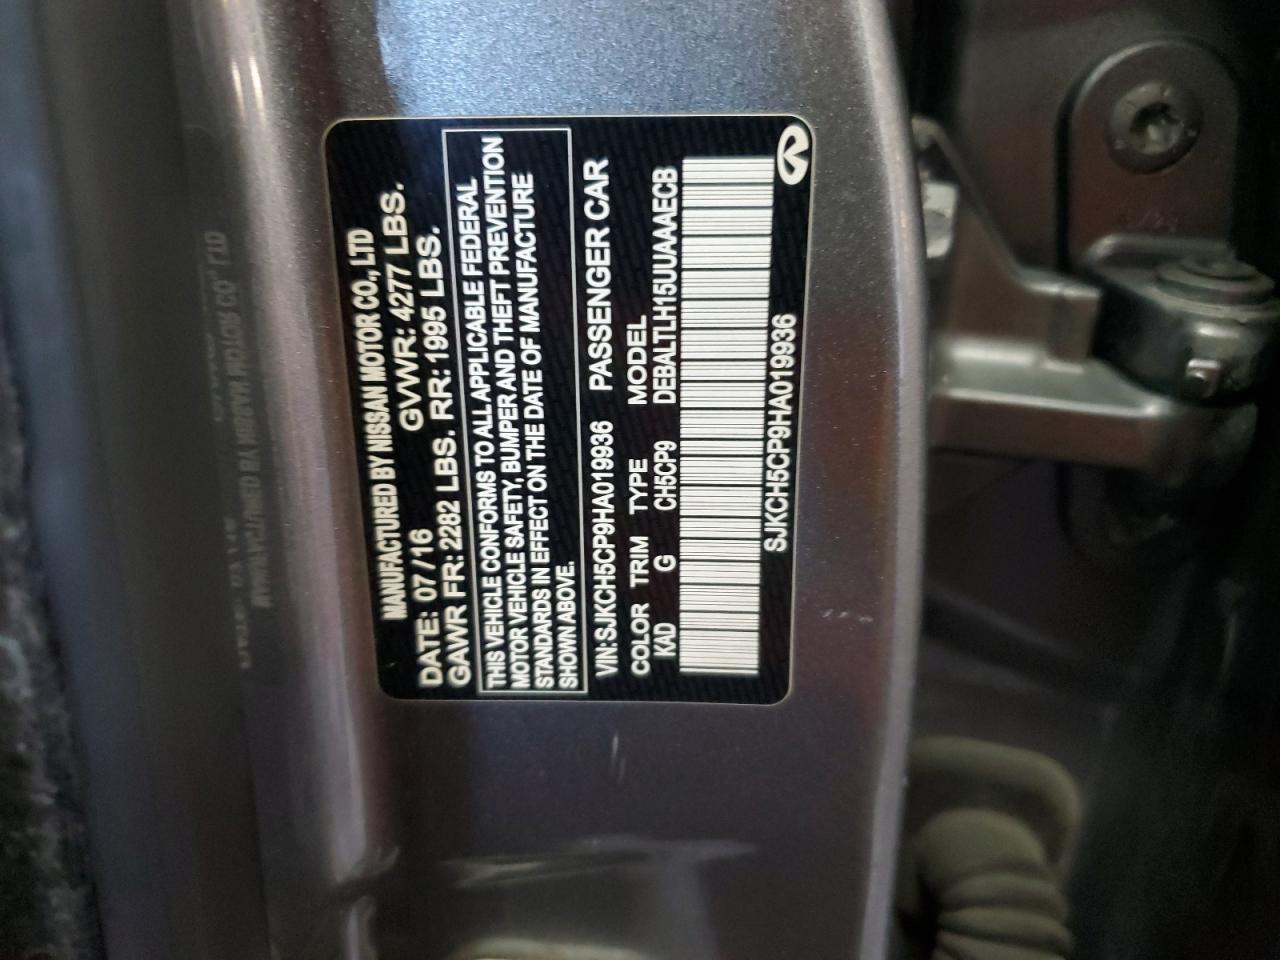 MANUFACTURED BY NISSAN MOTOR CO., LTD
DATE: 07 / 16 GVWR: 4277 LBS.
GAWR FR: 2282 LBS. RR: 1995 LBS.
THIS VEHICLE CONFORMS TO ALL APPLICABLE FEDERAL
MOTOR VEHICLE SAFETY, BUMPER AND THEFT PREVENTION
STANDARDS IN EFFECT ON THE DATE OF MANUFACTURE
SHOWN ABOVE.
VIN: SJKCH5CP9HA019936 PASSENGER CAR
COLOR TRIM TYPE MODEL
KAD G CH5CP9 DEBALTLH15UUAAAECB
SJKCH5CP9HA019936